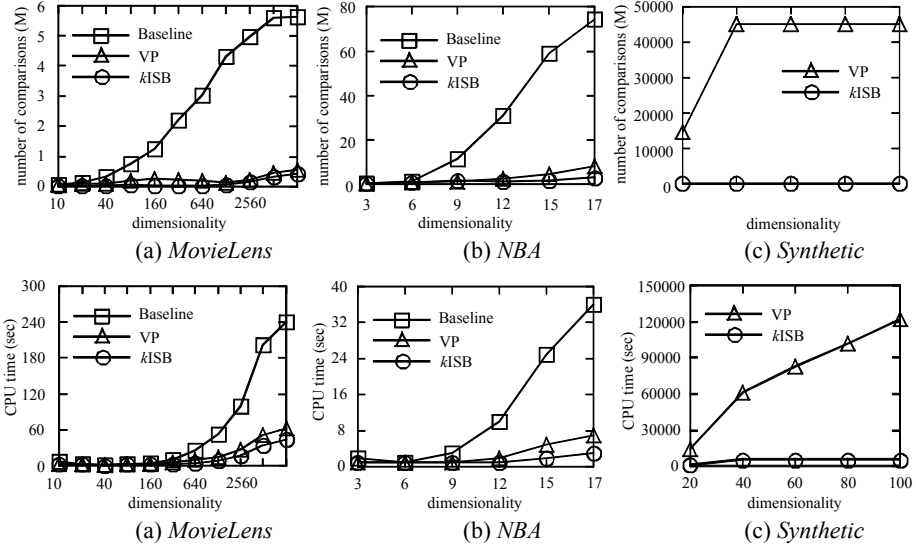 number of comparisons (M)
6
5
4
3
2
1
0
Baseline
VP
kISB
10 40 160 640 2560
dimensionality
(a) MovieLens
number of comparisons (M)
80
60
40
20
0
Baseline
VP
kISB
3 6 9 12 15 17
dimensionality
(b) NBA
number of comparisons (M)
50000
40000
30000
20000
10000
0
VP
kISB
dimensionality
(c) Synthetic
CPU time (sec)
300
240
180
120
60
0
Baseline
VP
kISB
10 40 160 640 2560
dimensionality
(a) MovieLens
CPU time (sec)
40
32
24
16
8
0
Baseline
VP
kISB
3 6 9 12 15 17
dimensionality
(b) NBA
CPU time (sec)
150000
120000
90000
60000
30000
0
VP
kISB
20 40 60 80 100
dimensionality
(c) Synthetic